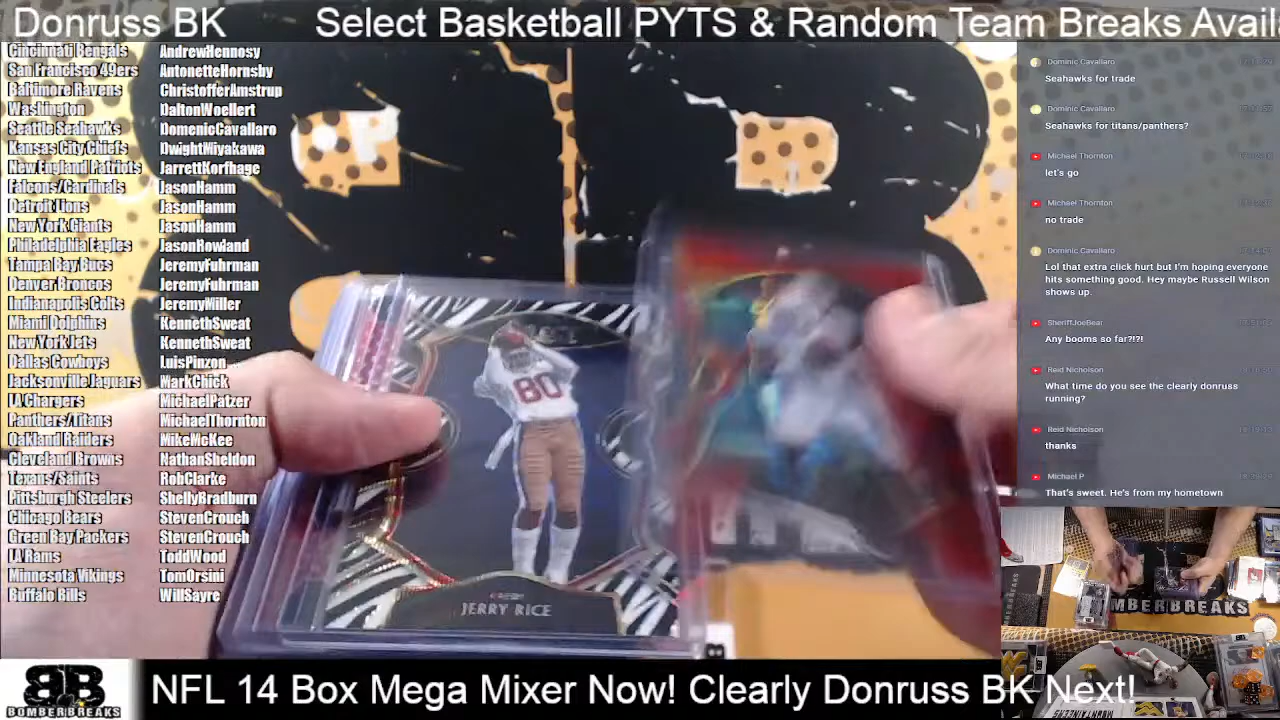 Donruss BK Select Basketball PYTS & Random Team Breaks Avail
Cincinnati Bengals AndrewHennosy
San Francisco 49ers AntonetteHornsby
Baltimore Ravens ChristofferAmstrup
Washington DaltonWoellert
Seattle Seahawks DomenicCavallaro
Kansas City Chiefs DwightMiyakawa
New England Patriots JarrettKorfhage
Falcons/Cardinals JasonHamm
Detroit Lions JasonHamm
New York Giants JasonHamm
Philadelphia Eagles JasonRowland
Tampa Bay Bucs JeremyFuhrman
Denver Broncos JeremyFuhrman
Indianapolis Colts JeremyMiller
Miami Dolphins KennethSweat
New York Jets KennethSweat
Dallas Cowboys LuisPinzon
Jacksonville Jaguars MarkChick
LA Chargers MichaelPatzer
Panthers/Titans MichaelThornton
Oakland Raiders MikeMcKee
Cleveland Browns NathanSheldon
Texans/Saints RobClarke
Pittsburgh Steelers ShellyBradburn
Chicago Bears StevenCrouch
Green Bay Packers StevenCrouch
LA Rams ToddWood
Minnesota Vikings TomOrsini
Buffalo Bills WillSayre
80
JERRY RICE
Dominic Cavallaro
Seahawks for trade
Dominic Cavallaro
Seahawks for titans/panthers?
Michael Thornton
let's go
Michael Thornton
no trade
Dominic Cavallaro
Lol that extra click hurt but I'm hoping everyone
hits something good. Hey maybe Russell Wilson
shows up.
SheriffJoeBear
Any booms so far?!?!
Reid Nicholson
What time do you see the clearly donruss
running?
Reid Nicholson
thanks
Michael P
That's sweet. He's from my hometown
BOMBERBREAKS
OMBERBREAKS
BB
BOMBERBREAKS
NFL 14 Box Mega Mixer Now! Clearly Donruss BK Next!